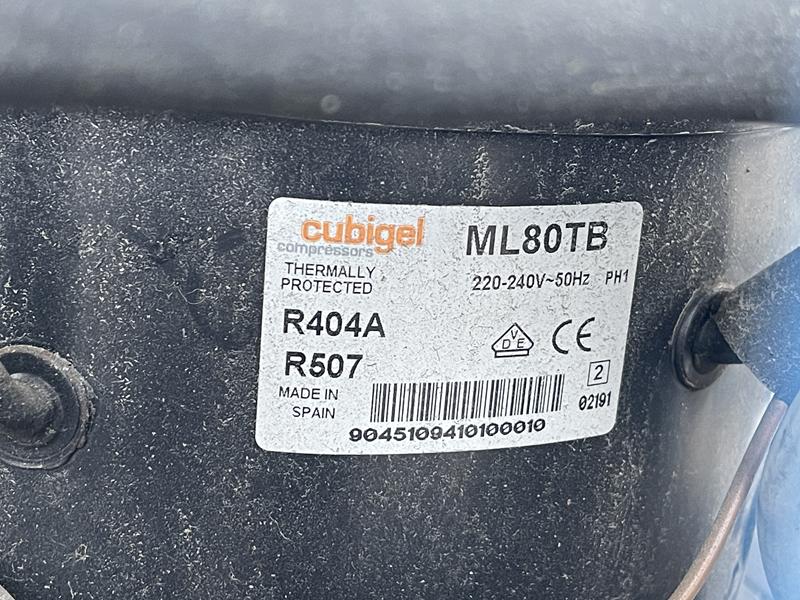 cubigel
compressors
ML80TB
THERMALLY
PROTECTED
220-240V~50Hz PH1
R404A
R507
VDE
CE
MADE IN
SPAIN
2
02191
9045109410100010